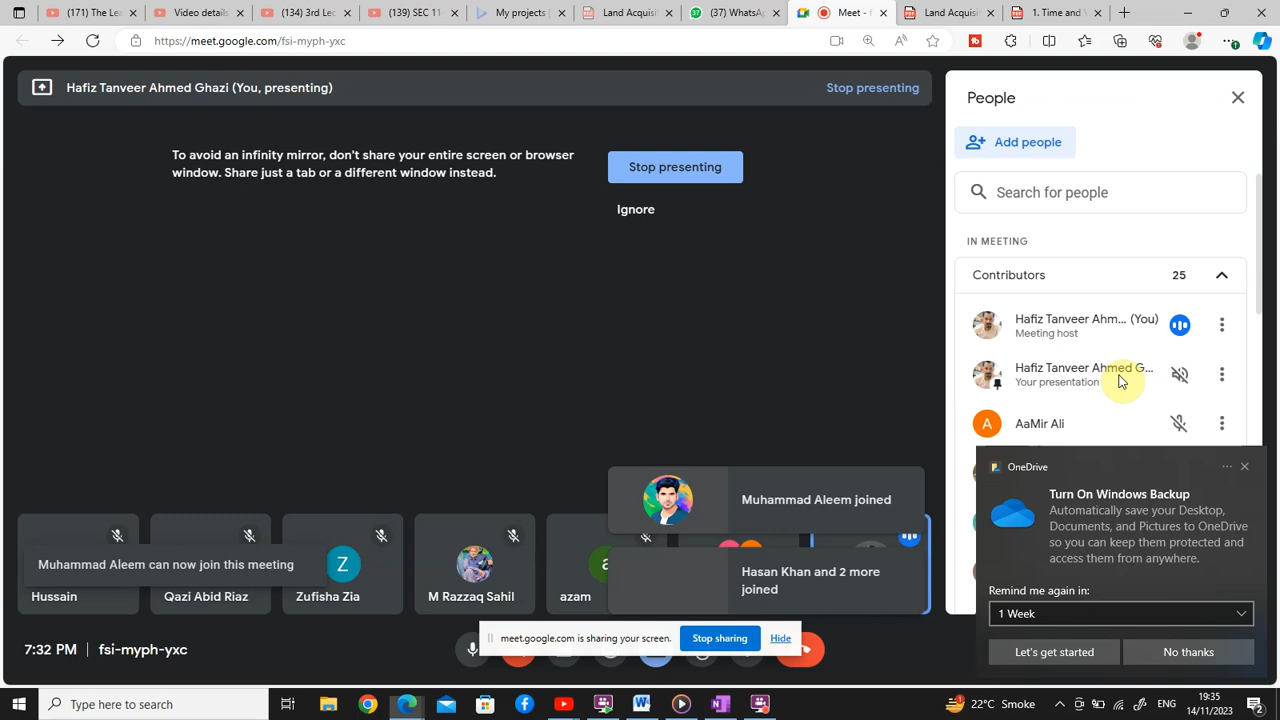 (171) The Lea
Video details
(134) 3rd Lec
(139) SEC 11
My projects |
Land Acquisit
(37) WhatsAp
Meet - f
Land Acquisit
1. Time and V
https://meet.google.com/fsi-myph-yxc
Hafiz Tanveer Ahmed Ghazi (You, presenting)
Stop presenting
To avoid an infinity mirror, don't share your entire screen or browser
window. Share just a tab or a different window instead.
Stop presenting
Ignore
People
Add people
Search for people
IN MEETING
Contributors
25
Hafiz Tanveer Ahm... (You)
Meeting host
Hafiz Tanveer Ahmed G...
Your presentation
A
AaMir Ali
OneDrive
Turn On Windows Backup
Automatically save your Desktop,
Documents, and Pictures to OneDrive
so you can keep them protected and
access them from anywhere.
Remind me again in:
1 Week
Let's get started
No thanks
Muhammad Aleem joined
Hasan Khan and 2 more
joined
Muhammad Aleem can now join this meeting
Z
a
Hussain
Qazi Abid Riaz
Zufisha Zia
M Razzaq Sahil
azam
meet.google.com is sharing your screen.
Stop sharing
Hide
7:32 PM | fsi-myph-yxc
Type here to search
22°C Smoke
ENG
19:35
14/11/2023
2